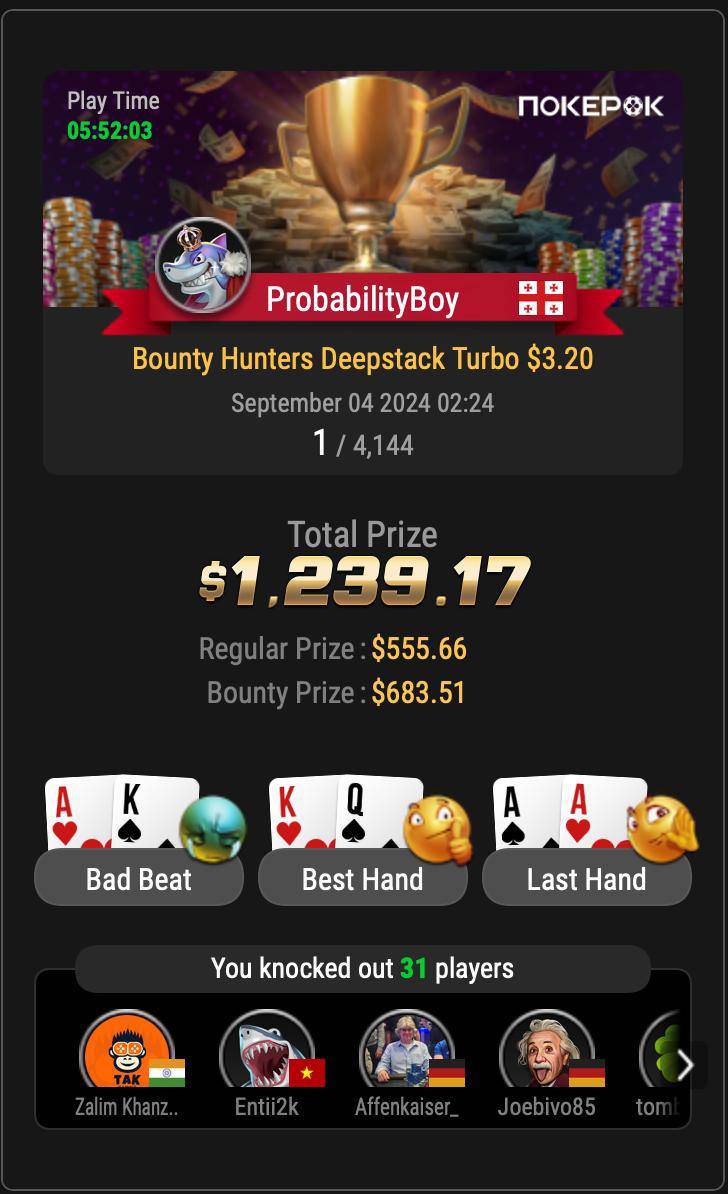 Play Time
ПОКЕРОК
05:52:03
ProbabilityBoy
Bounty Hunters Deepstack Turbo $3.20
September 04 2024 02:24
1 / 4,144
Total Prize
$1,239.17
Regular Prize : $555.66
Bounty Prize : $683.51
A K K Q A A
Bad Beat Best Hand Last Hand
You knocked out 31 players
TAK
Zalim Khanz.. Entii2k Affenkaiser_ Joebivo85 tomb